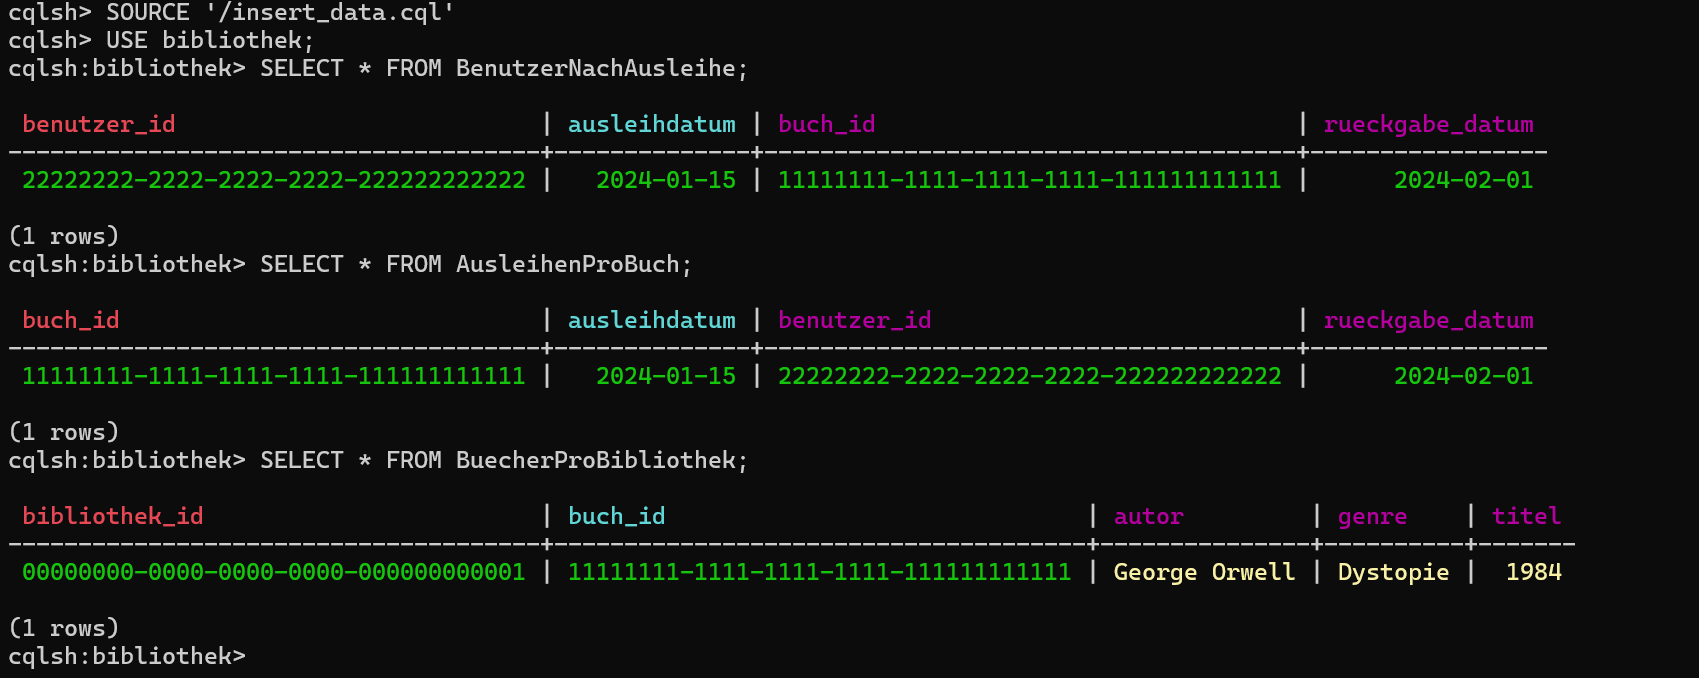 cqlsh> SOURCE '/insert_data.cql'
cqlsh> USE bibliothek;
cqlsh:bibliothek> SELECT * FROM BenutzerNachAusleihe;
 benutzer_id                          | ausleihdatum | buch_id                              | rueckgabe_datum
--------------------------------------+--------------+--------------------------------------+-----------------
 22222222-2222-2222-2222-222222222222 |   2024-01-15 | 11111111-1111-1111-1111-111111111111 |      2024-02-01
(1 rows)
cqlsh:bibliothek> SELECT * FROM AusleihenProBuch;
 buch_id                              | ausleihdatum | benutzer_id                          | rueckgabe_datum
--------------------------------------+--------------+--------------------------------------+-----------------
 11111111-1111-1111-1111-111111111111 |   2024-01-15 | 22222222-2222-2222-2222-222222222222 |      2024-02-01
(1 rows)
cqlsh:bibliothek> SELECT * FROM BuecherProBibliothek;
 bibliothek_id                        | buch_id                              | autor         | genre    | titel
--------------------------------------+--------------------------------------+---------------+----------+-------
 00000000-0000-0000-0000-000000000001 | 11111111-1111-1111-1111-111111111111 | George Orwell | Dystopie |  1984
(1 rows)
cqlsh:bibliothek>